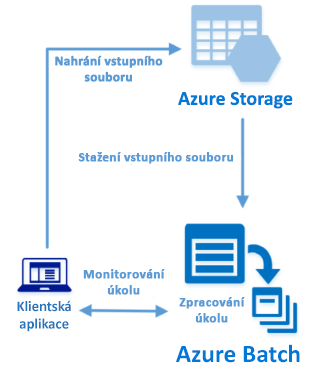 Nahrání vstupního
souboru
Azure Storage
Stažení vstupního souboru
Monitorování
úkolu
Klientská
aplikace
Zpracování
úkolu
Azure Batch